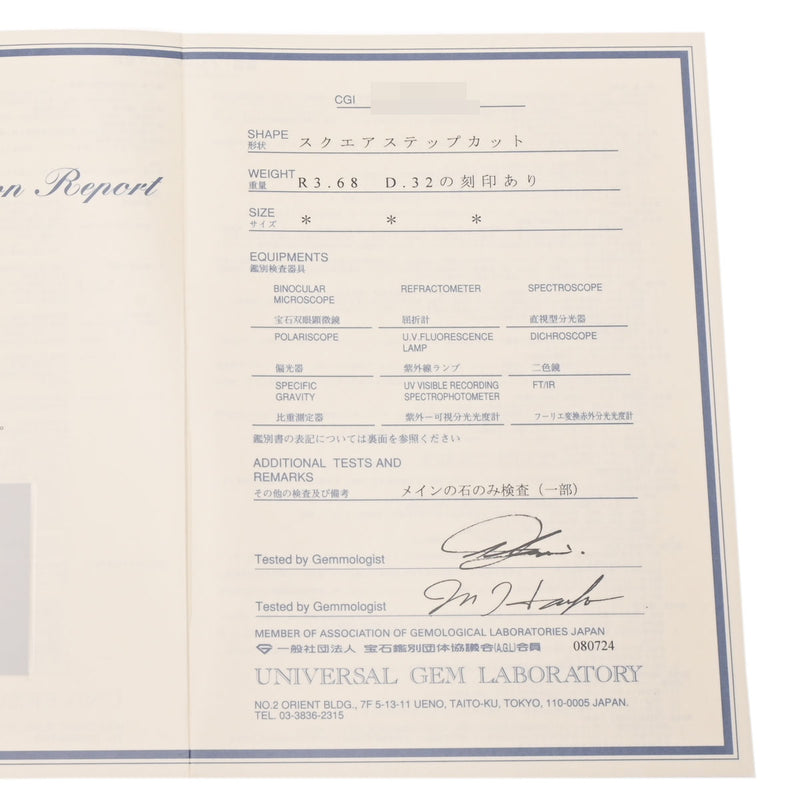 on Report
。
CGI
SHAPE スクエアステップカット
形状
WEIGHT R3.68 D.32の刻印あり
重量
SIZE * * *
サイズ
EQUIPMENTS
鑑別検査器具
BINOCULAR MICROSCOPE
宝石双眼顕微鏡
REFRACTOMETER
屈折計
SPECTROSCOPE
直視型分光器
POLARISCOPE
偏光器
U.V.FLUORESCENCE LAMP
紫外線ランプ
DICHROSCOPE
二色鏡
SPECIFIC GRAVITY
比重測定器
UV VISIBLE RECORDING SPECTROPHOTOMETER
紫外一可視分光光度計
FT/IR
フーリエ変換赤外分光光度計
鑑別書の表記については裏面を参照ください
ADDITIONAL TESTS AND
REMARKS
その他の検査及び備考 メインの石のみ検査（一部）
Tested by Gemmologist
Tested by Gemmologist
MEMBER OF ASSOCIATION OF GEMOLOGICAL LABORATORIES JAPAN
一般社団法人 宝石鑑別団体協議会(AGL)会員 080724
UNIVERSAL GEM LABORATORY
NO.2 ORIENT BLDG., 7F 5-13-11 UENO, TAITO-KU, TOKYO, 110-0005 JAPAN.
TEL. 03-3836-2315